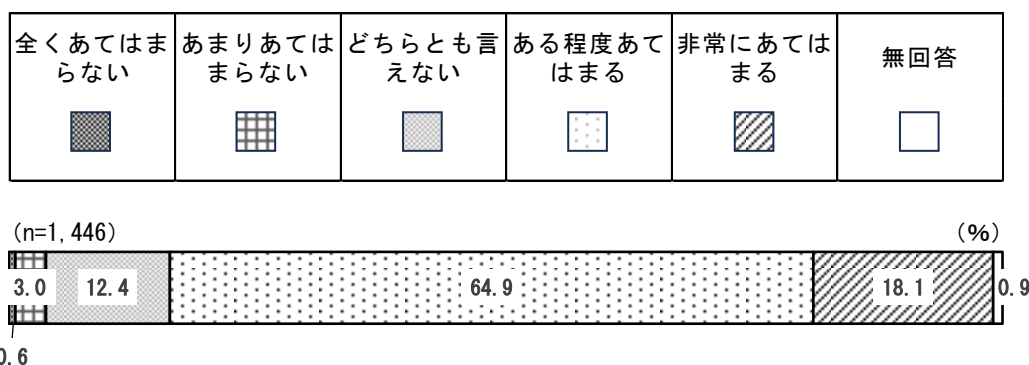 全くあてはま
らない
あまりあては
まらない
どちらとも言
えない
ある程度あて
はまる
非常にあては
まる
無回答
(n=1,446)
(%)
3.0
12.4
64.9
18.1
0.9
0.6